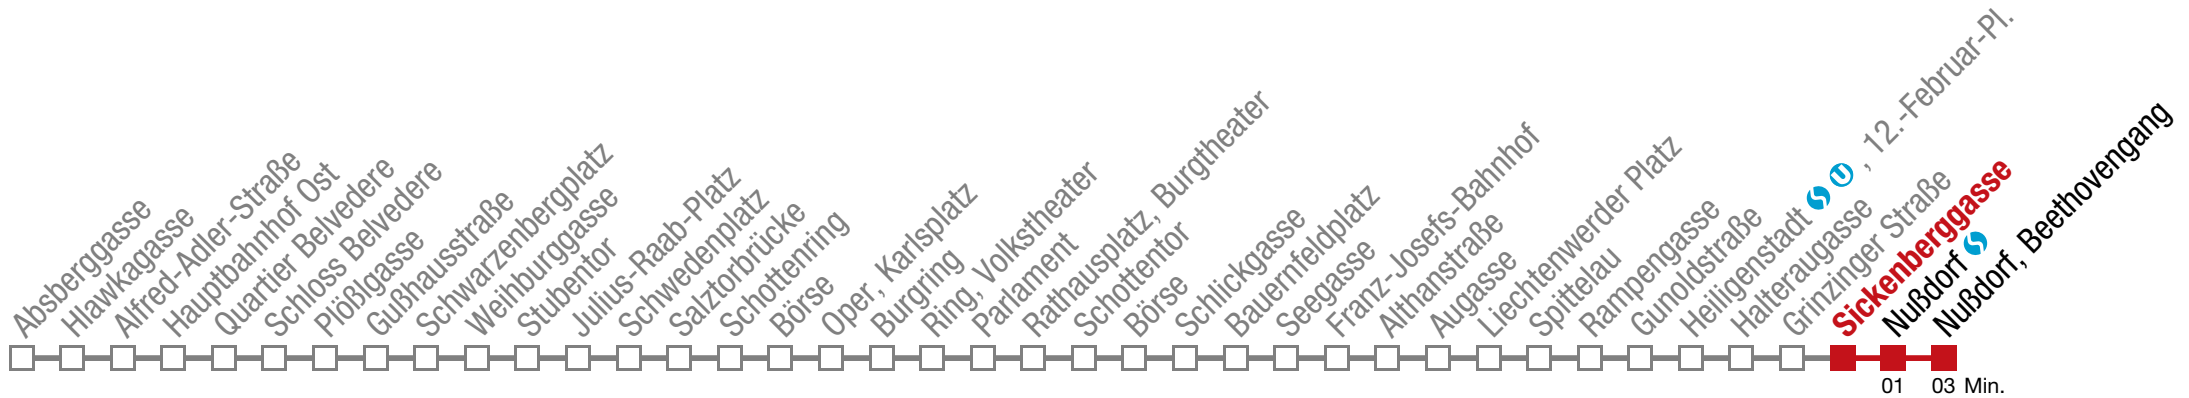 Absberggasse
Hlawkagasse
Alfred-Adler-Straße
Hauptbahnhof Ost
Quartier Belvedere
Schloss Belvedere
Plößlgasse
Gußhausstraße
Schwarzenbergplatz
Weihburggasse
Stubentor
Julius-Raab-Platz
Schwedenplatz
Salztorbrücke
Schottenring
Börse
Oper, Karlsplatz
Burgring
Ring, Volkstheater
Parlament
Rathausplatz, Burgtheater
Schottentor
Börse
Schlickgasse
Bauernfeldplatz
Seegasse
Franz-Josefs-Bahnhof
Althanstraße
Augasse
Liechtenwerder Platz
Spittelau
Rampengasse
Gunoldstraße
Heiligenstadt S U , 12.-Februar-Pl.
Halteraugasse
Grinzinger Straße
Sickenberggasse
Nußdorf S
Nußdorf, Beethovengang
01 03 Min.